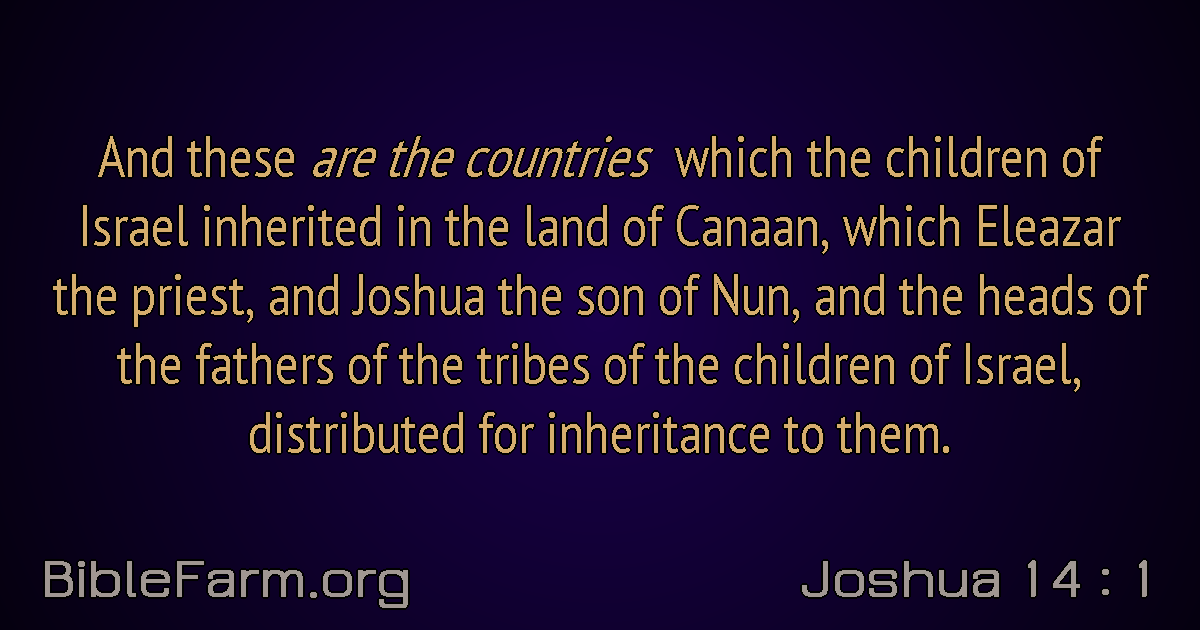 And these are the countries which the children of
Israel inherited in the land of Canaan, which Eleazar
the priest, and Joshua the son of Nun, and the heads of
the fathers of the tribes of the children of Israel,
distributed for inheritance to them.
BibleFarm.org
Joshua 14 : 1